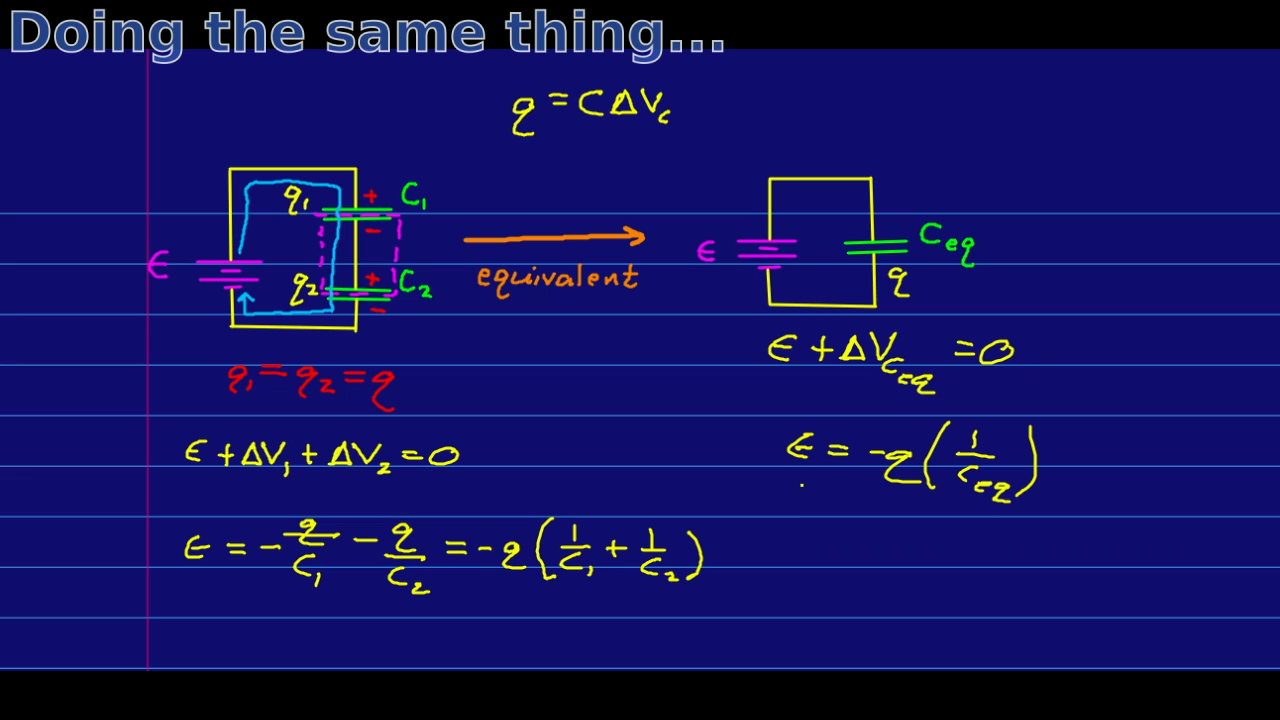 Doing the same thing...
q = CΔV_c
q₁ + C₁
-
ϵ q₂ + C₂
-
equivalent
ϵ C_eq
q
q₁ = q₂ = q
ϵ + ΔV₁ + ΔV₂ = 0
ϵ = -q/C₁ - q/C₂ = -q(1/C₁ + 1/C₂)
ϵ + ΔV_C_eq = 0
ϵ = -q(1/C_eq)